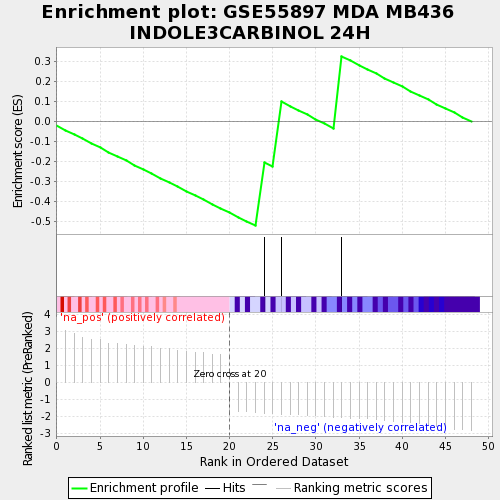 Enrichment plot: GSE55897 MDA MB436
INDOLE3CARBINOL 24H
Enrichment score (ES)
0.3
0.2
0.1
0.0
-0.1
-0.2
-0.3
-0.4
-0.5
Ranked list metric (PreRanked)
4
3
2
1
0
-1
-2
-3
'na_pos' (positively correlated)
Zero cross at 20
'na_neg' (negatively correlated)
0 5 10 15 20 25 30 35 40 45 50
Rank in Ordered Dataset
Enrichment profile Hits Ranking metric scores